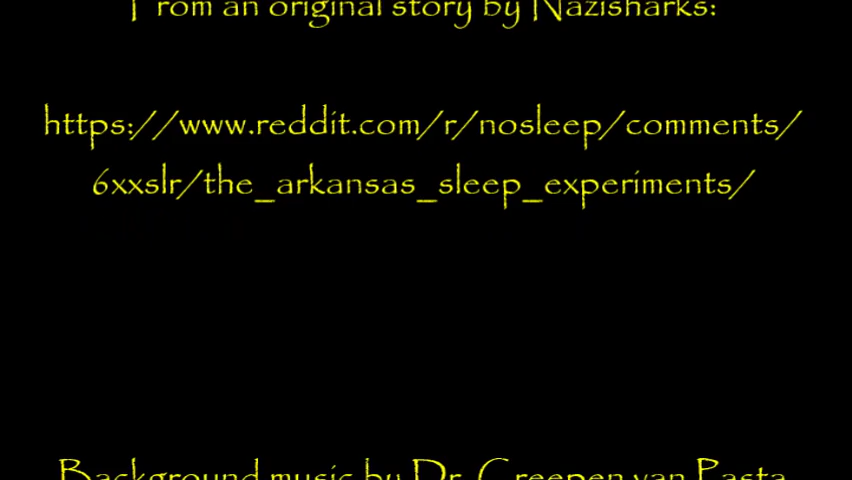 From an original story by Nazisharks:
https://www.reddit.com/r/nosleep/comments/
6xxslr/the_arkansas_sleep_experiments/
Background music by Dr. Creepen van Pasta